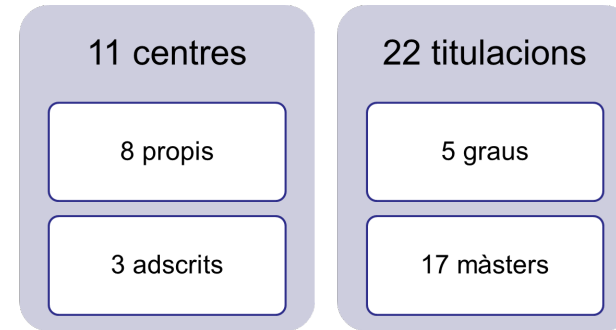 11 centres
8 propis
3 adscrits
22 titulacions
5 graus
17 màsters